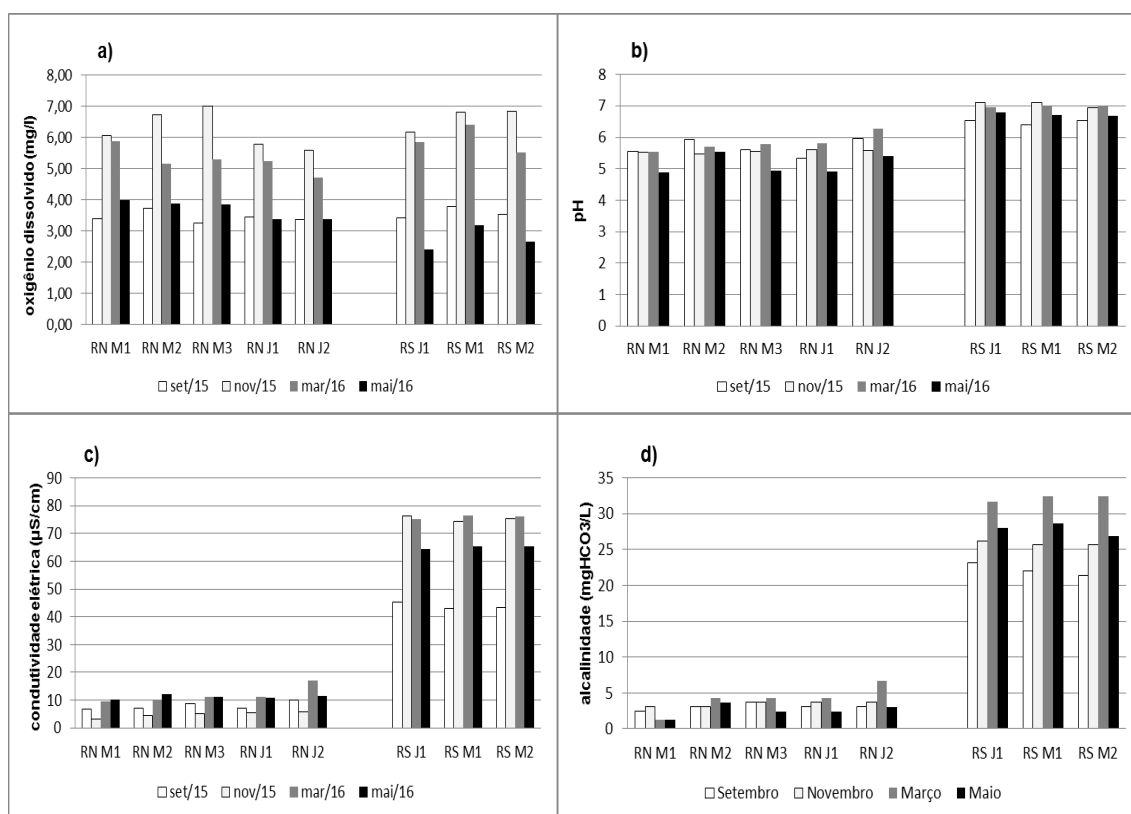 a)
oxigênio dissolvido (mg/l)
8,00
7,00
6,00
5,00
4,00
3,00
2,00
1,00
0,00
RN M1 RN M2 RN M3 RN J1 RN J2 RS J1 RS M1 RS M2
set/15 nov/15 mar/16 mai/16
b)
pH
8
7
6
5
4
3
2
1
0
RN M1 RN M2 RN M3 RN J1 RN J2 RS J1 RS M1 RS M2
set/15 nov/15 mar/16 mai/16
c)
condutividade elétrica (µS/cm)
90
80
70
60
50
40
30
20
10
0
RN M1 RN M2 RN M3 RN J1 RN J2 RS J1 RS M1 RS M2
set/15 nov/15 mar/16 mai/16
d)
alcalinidade (mgHCO3/L)
35
30
25
20
15
10
5
0
RN M1 RN M2 RN M3 RN J1 RN J2 RS J1 RS M1 RS M2
Setembro Novembro Março Maio